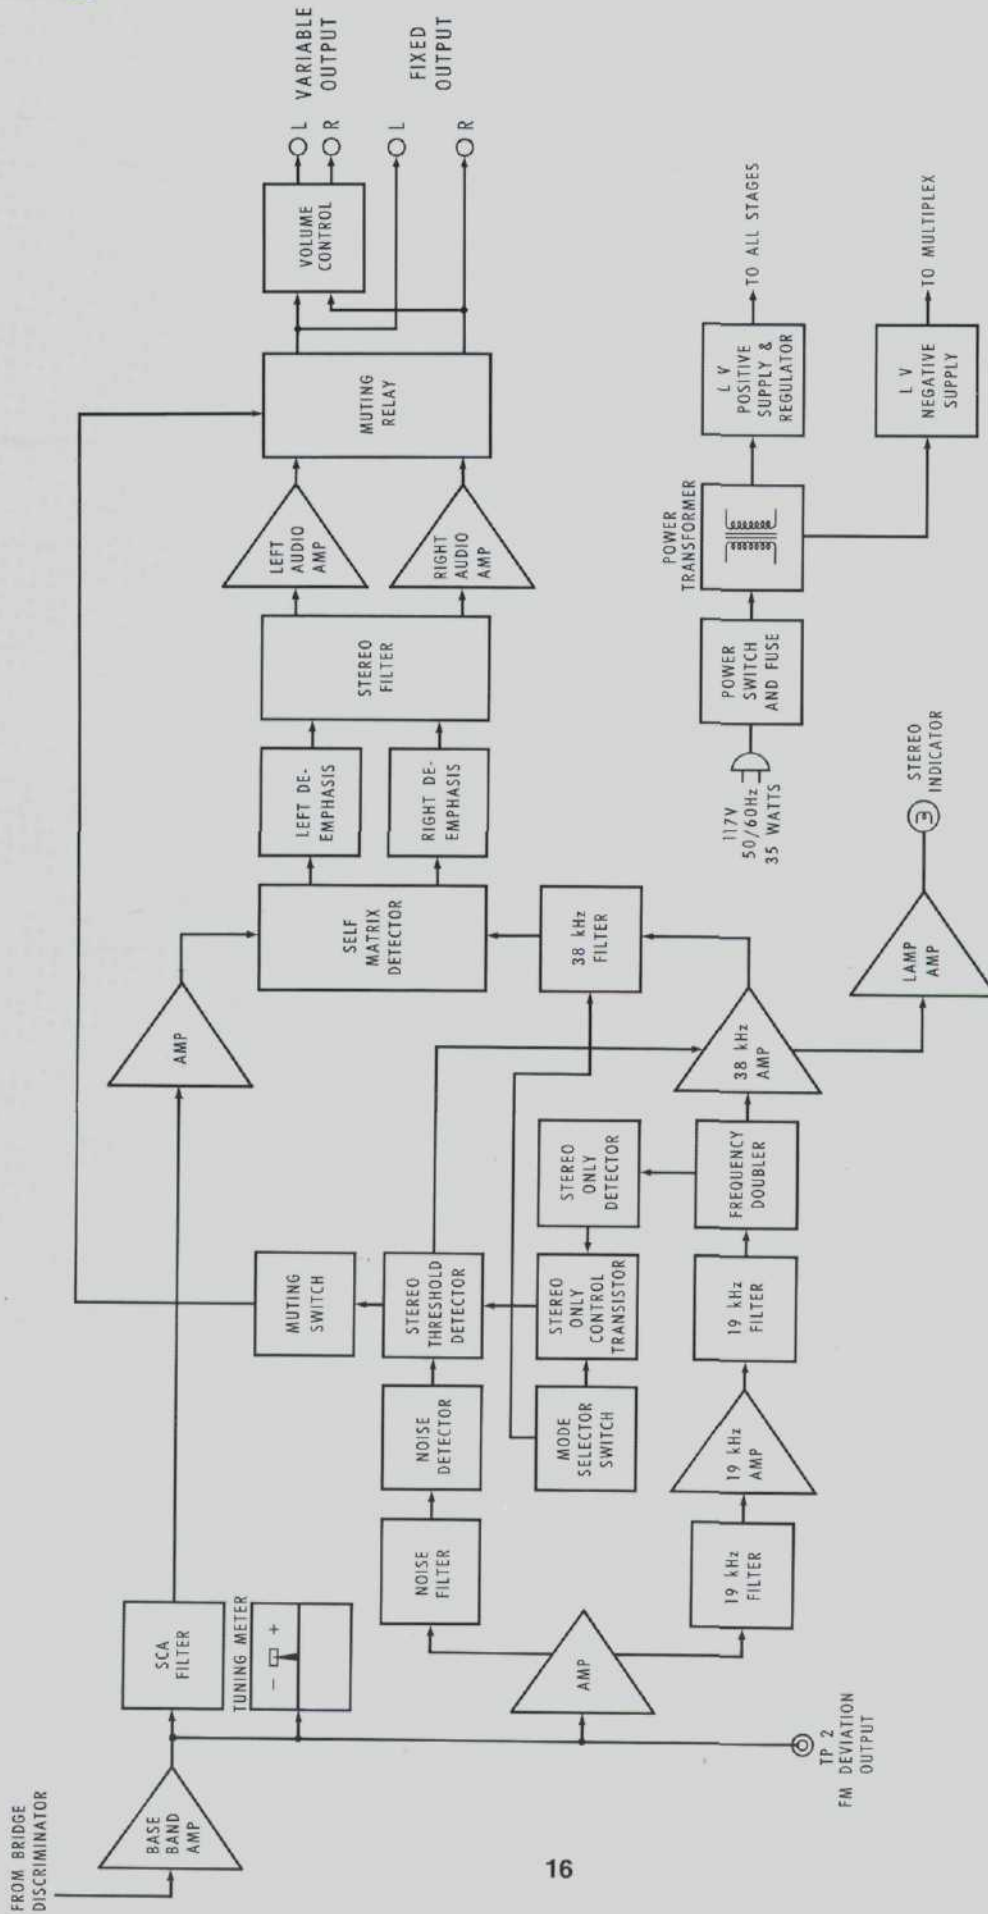 FROM BRIDGE
DISCRIMINATOR
BASE
BAND
AMP
SCA
FILTER
TUNING METER
- +
AMP
TP 2
FM DEVIATION
OUTPUT
AMP
NOISE
FILTER
NOISE
DETECTOR
STEREO
THRESHOLD
DETECTOR
MUTING
SWITCH
MODE
SELECTOR
SWITCH
STEREO
ONLY
CONTROL
TRANSISTOR
STEREO
ONLY
DETECTOR
19 kHz
FILTER
19 kHz
AMP
19 kHz
FILTER
FREQUENCY
DOUBLER
38 kHz
AMP
38 kHz
FILTER
LAMP
AMP
STEREO
INDICATOR
SELF
MATRIX
DETECTOR
LEFT DE-
EMPHASIS
RIGHT DE-
EMPHASIS
STEREO
FILTER
LEFT
AUDIO
AMP
RIGHT
AUDIO
AMP
MUTING
RELAY
VOLUME
CONTROL
L
R
VARIABLE
OUTPUT
L
R
FIXED
OUTPUT
117V
50/60Hz
35 WATTS
POWER
SWITCH
AND FUSE
POWER
TRANSFORMER
L V
POSITIVE
SUPPLY &
REGULATOR
TO ALL STAGES
L V
NEGATIVE
SUPPLY
TO MULTIPLEX
16